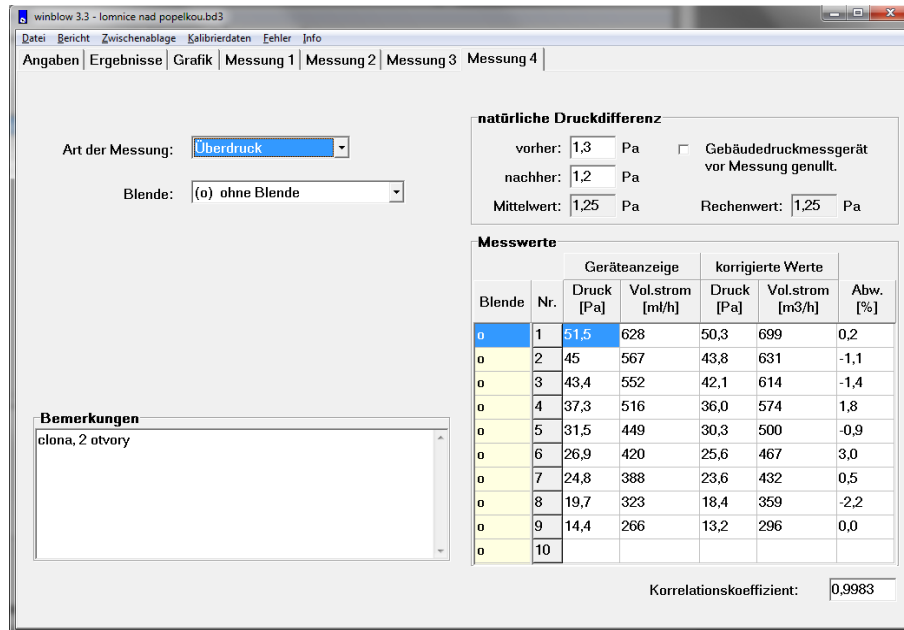 winblow 3.3 - lomnice nad popelkou.bd3
Datei Bericht Zwischenablage Kalibrierdaten Fehler Info
Angaben Ergebnisse Grafik Messung 1 Messung 2 Messung 3 Messung 4
Art der Messung: Überdruck
Blende: (o) ohne Blende
natürliche Druckdifferenz
vorher: 1,3 Pa
Gebäudedruckmessgerät
vor Messung genullt.
nachher: 1,2 Pa
Mittelwert: 1,25 Pa Rechenwert: 1,25 Pa
Messwerte
Geräteanzeige korrigierte Werte
Blende Nr. Druck Vol.strom Druck Vol.strom Abw.
[Pa] [ml/h] [Pa] [m3/h] [%]
o 1 51,5 628 50,3 699 0,2
o 2 45 567 43,8 631 -1,1
o 3 43,4 552 42,1 614 -1,4
o 4 37,3 516 36,0 574 1,8
o 5 31,5 449 30,3 500 -0,9
o 6 26,9 420 25,6 467 3,0
o 7 24,8 388 23,6 432 0,5
o 8 19,7 323 18,4 359 -2,2
o 9 14,4 266 13,2 296 0,0
o 10
Korrelationskoeffizient: 0,9983
Bemerkungen
clona, 2 otvory